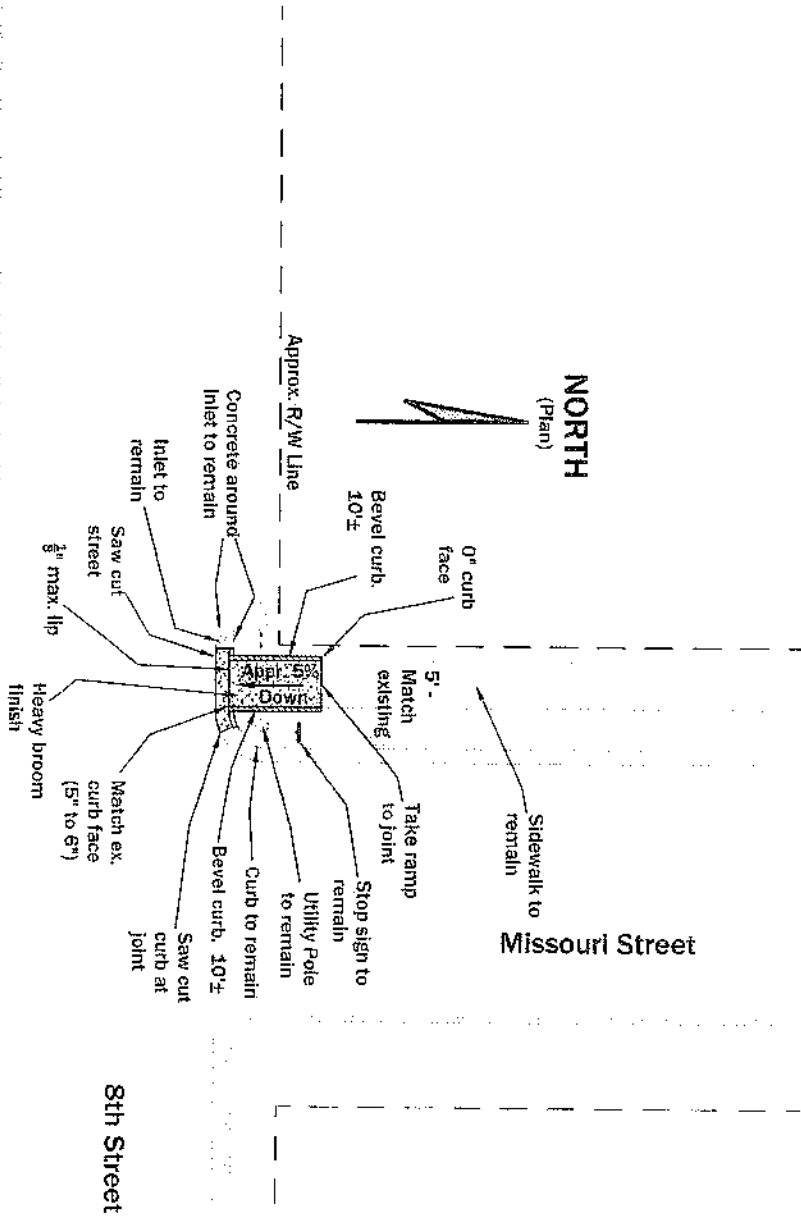 NORTH
(Plan)
Approx. R/W Line
Concrete around
Inlet to remain
Inlet to
remain
Saw cut
street
1/8" max. lip
Heavy broom
finish
Match ex.
curb face
(5" to 6")
Saw cut
curb at
joint
Bevel curb. 10'±
Curb to remain
Utility Pole
to remain
Stop sign to
remain
Take ramp
to joint
5' -
Match
existing
Sidewalk to
remain
0" curb
face
Bevel curb.
10'±
Appr. 5%
Down
Missouri Street
8th Street